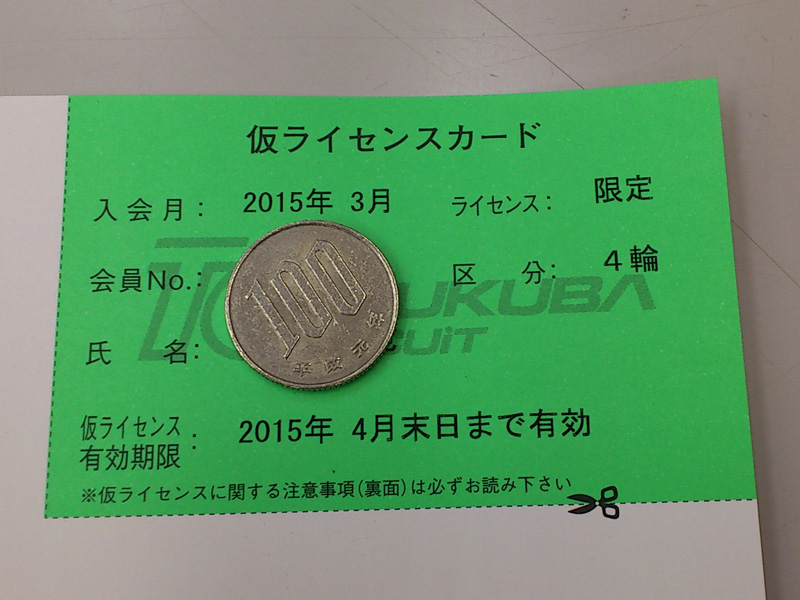 仮ライセンスカード
入会月： 2015年 3月 ライセンス： 限定
会員No.： 区 分： 4輪
UKUBA
氏 名：
UiT
100
平成元年
仮ライセンス
有効期限： 2015年 4月末日まで有効
※仮ライセンスに関する注意事項(裏面)は必ずお読み下さい